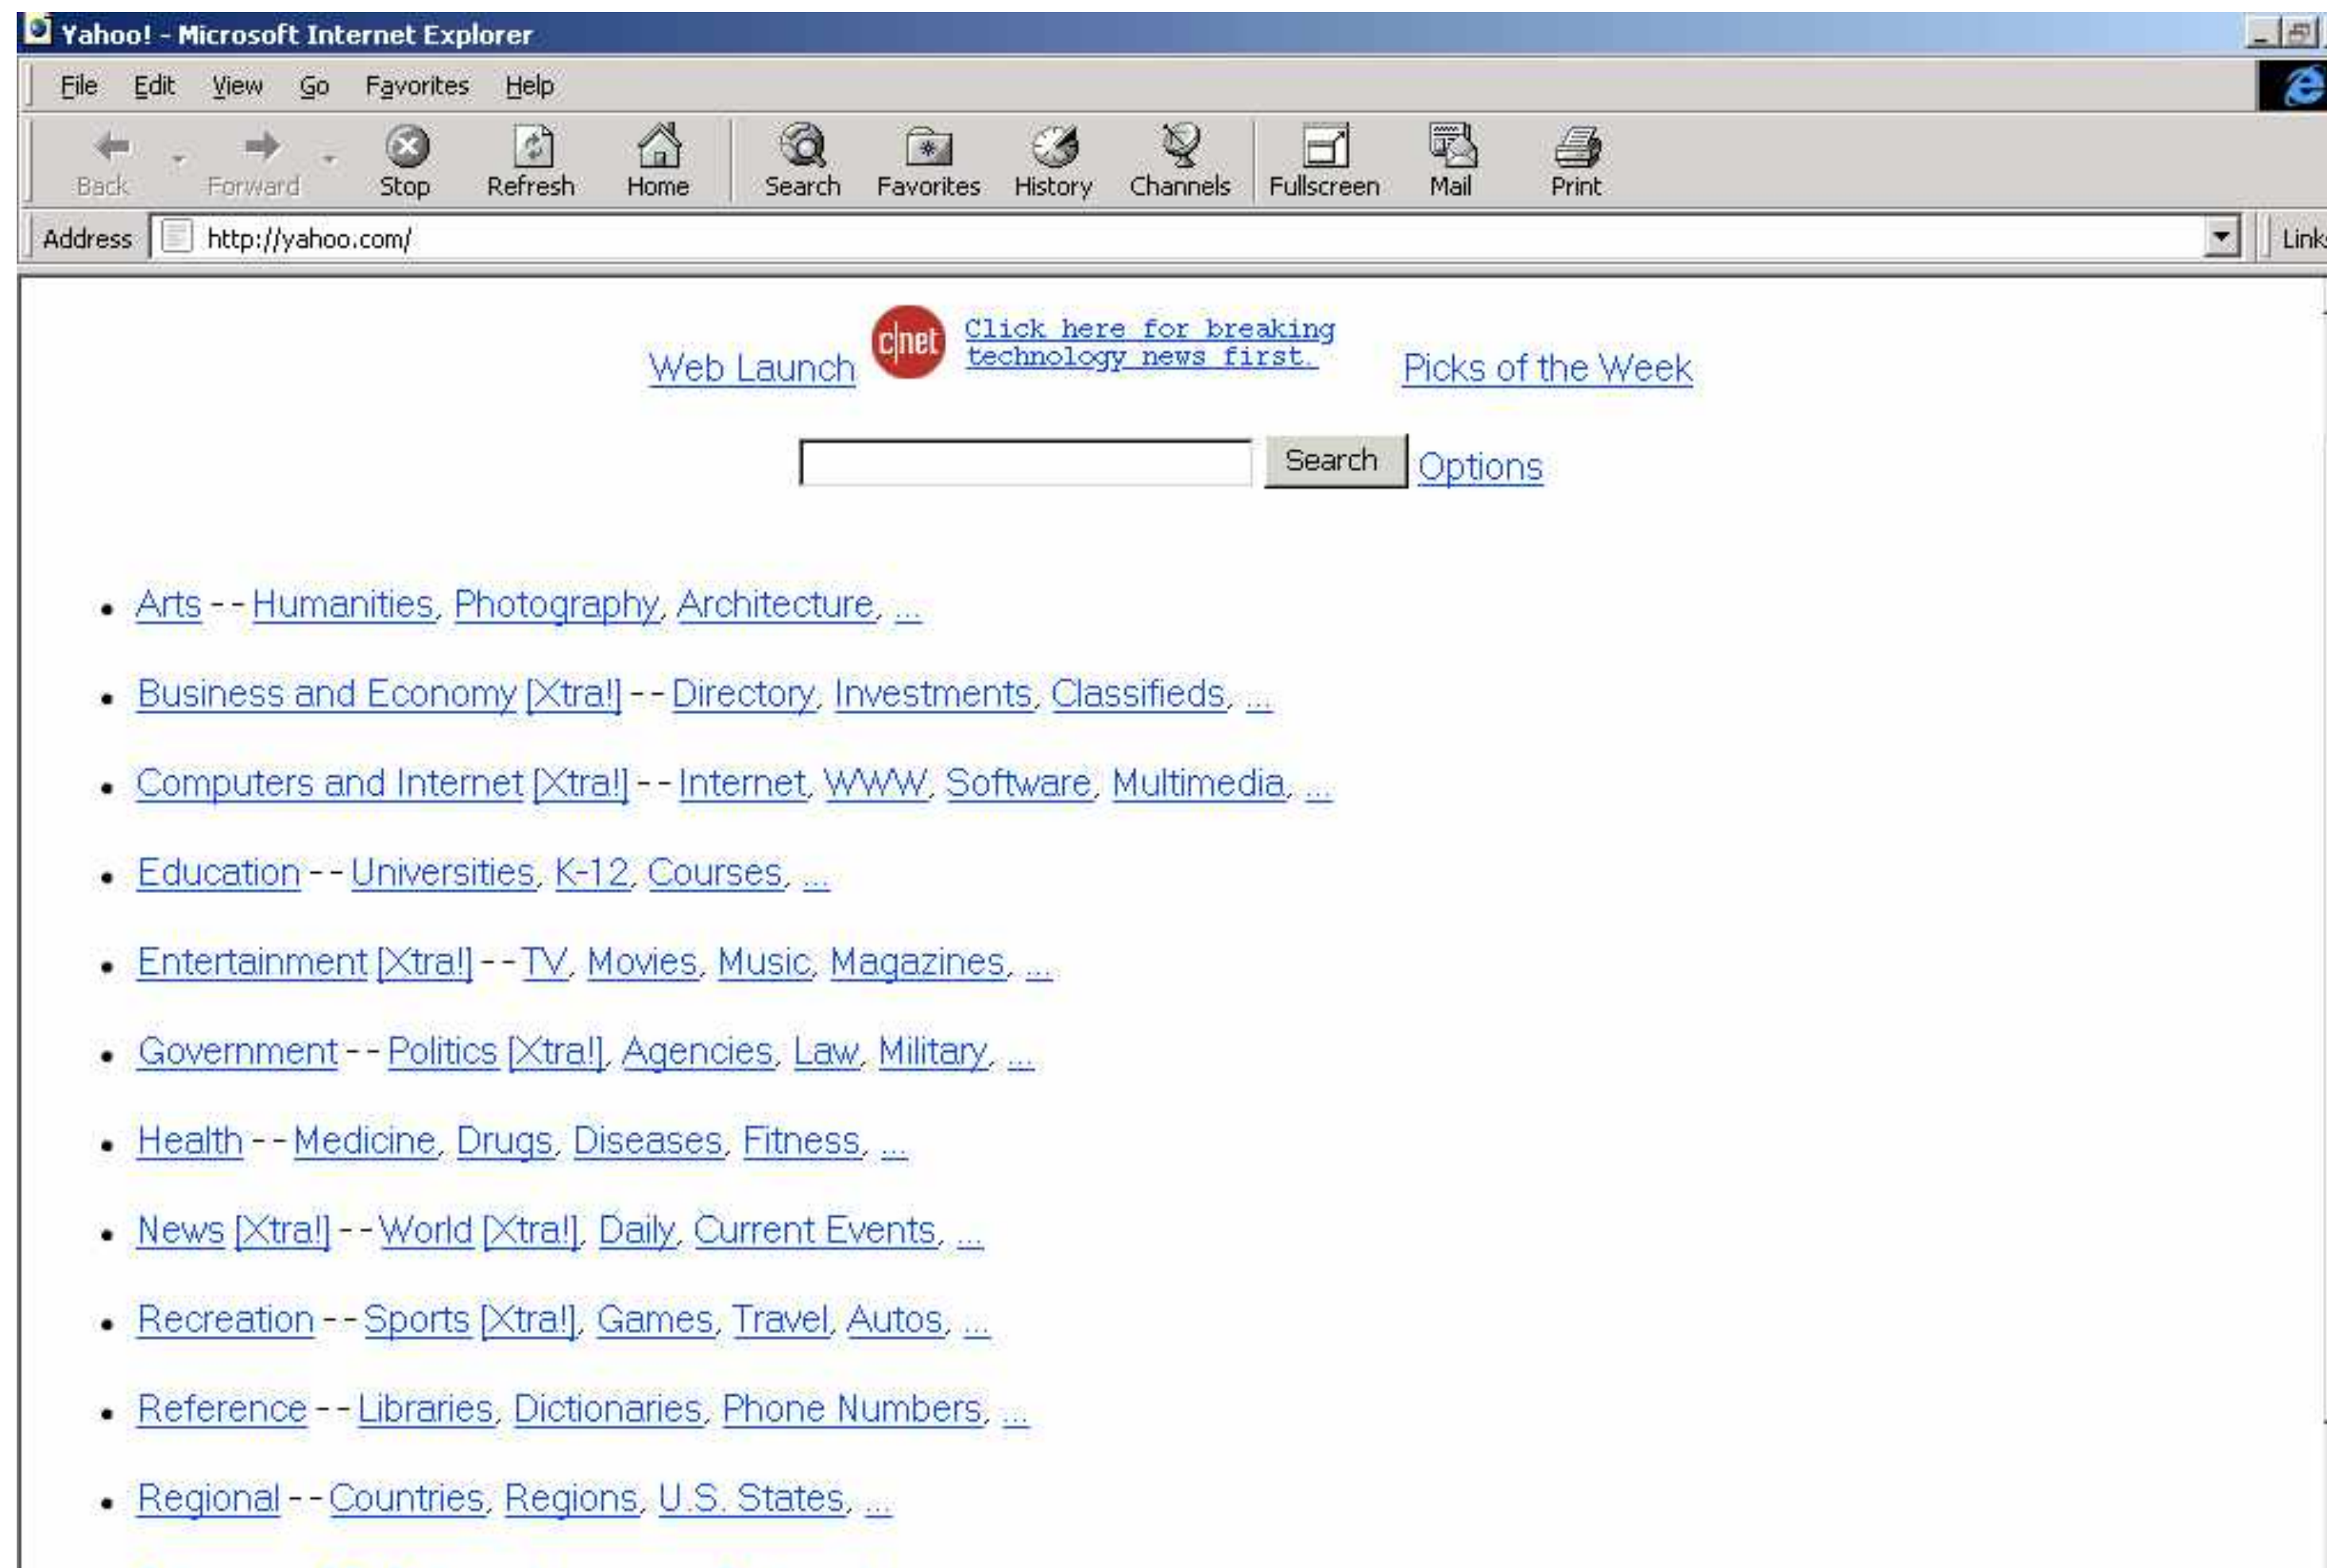 Yahoo! - Microsoft Internet Explorer
File Edit View Go Favorites Help
Back Forward Stop Refresh Home Search Favorites History Channels Fullscreen Mail Print
Address http://yahoo.com/
Web Launch c|net Click here for breaking
technology news first. Picks of the Week
Search Options
Arts -- Humanities, Photography, Architecture, ...
Business and Economy [Xtra!] -- Directory, Investments, Classifieds, ...
Computers and Internet [Xtra!] -- Internet, WWW, Software, Multimedia, ...
Education -- Universities, K-12, Courses, ...
Entertainment [Xtra!] -- TV, Movies, Music, Magazines, ...
Government -- Politics [Xtra!], Agencies, Law, Military, ...
Health -- Medicine, Drugs, Diseases, Fitness, ...
News [Xtra!] -- World [Xtra!], Daily, Current Events, ...
Recreation -- Sports [Xtra!], Games, Travel, Autos, ...
Reference -- Libraries, Dictionaries, Phone Numbers, ...
Regional -- Countries, Regions, U.S. States, ...